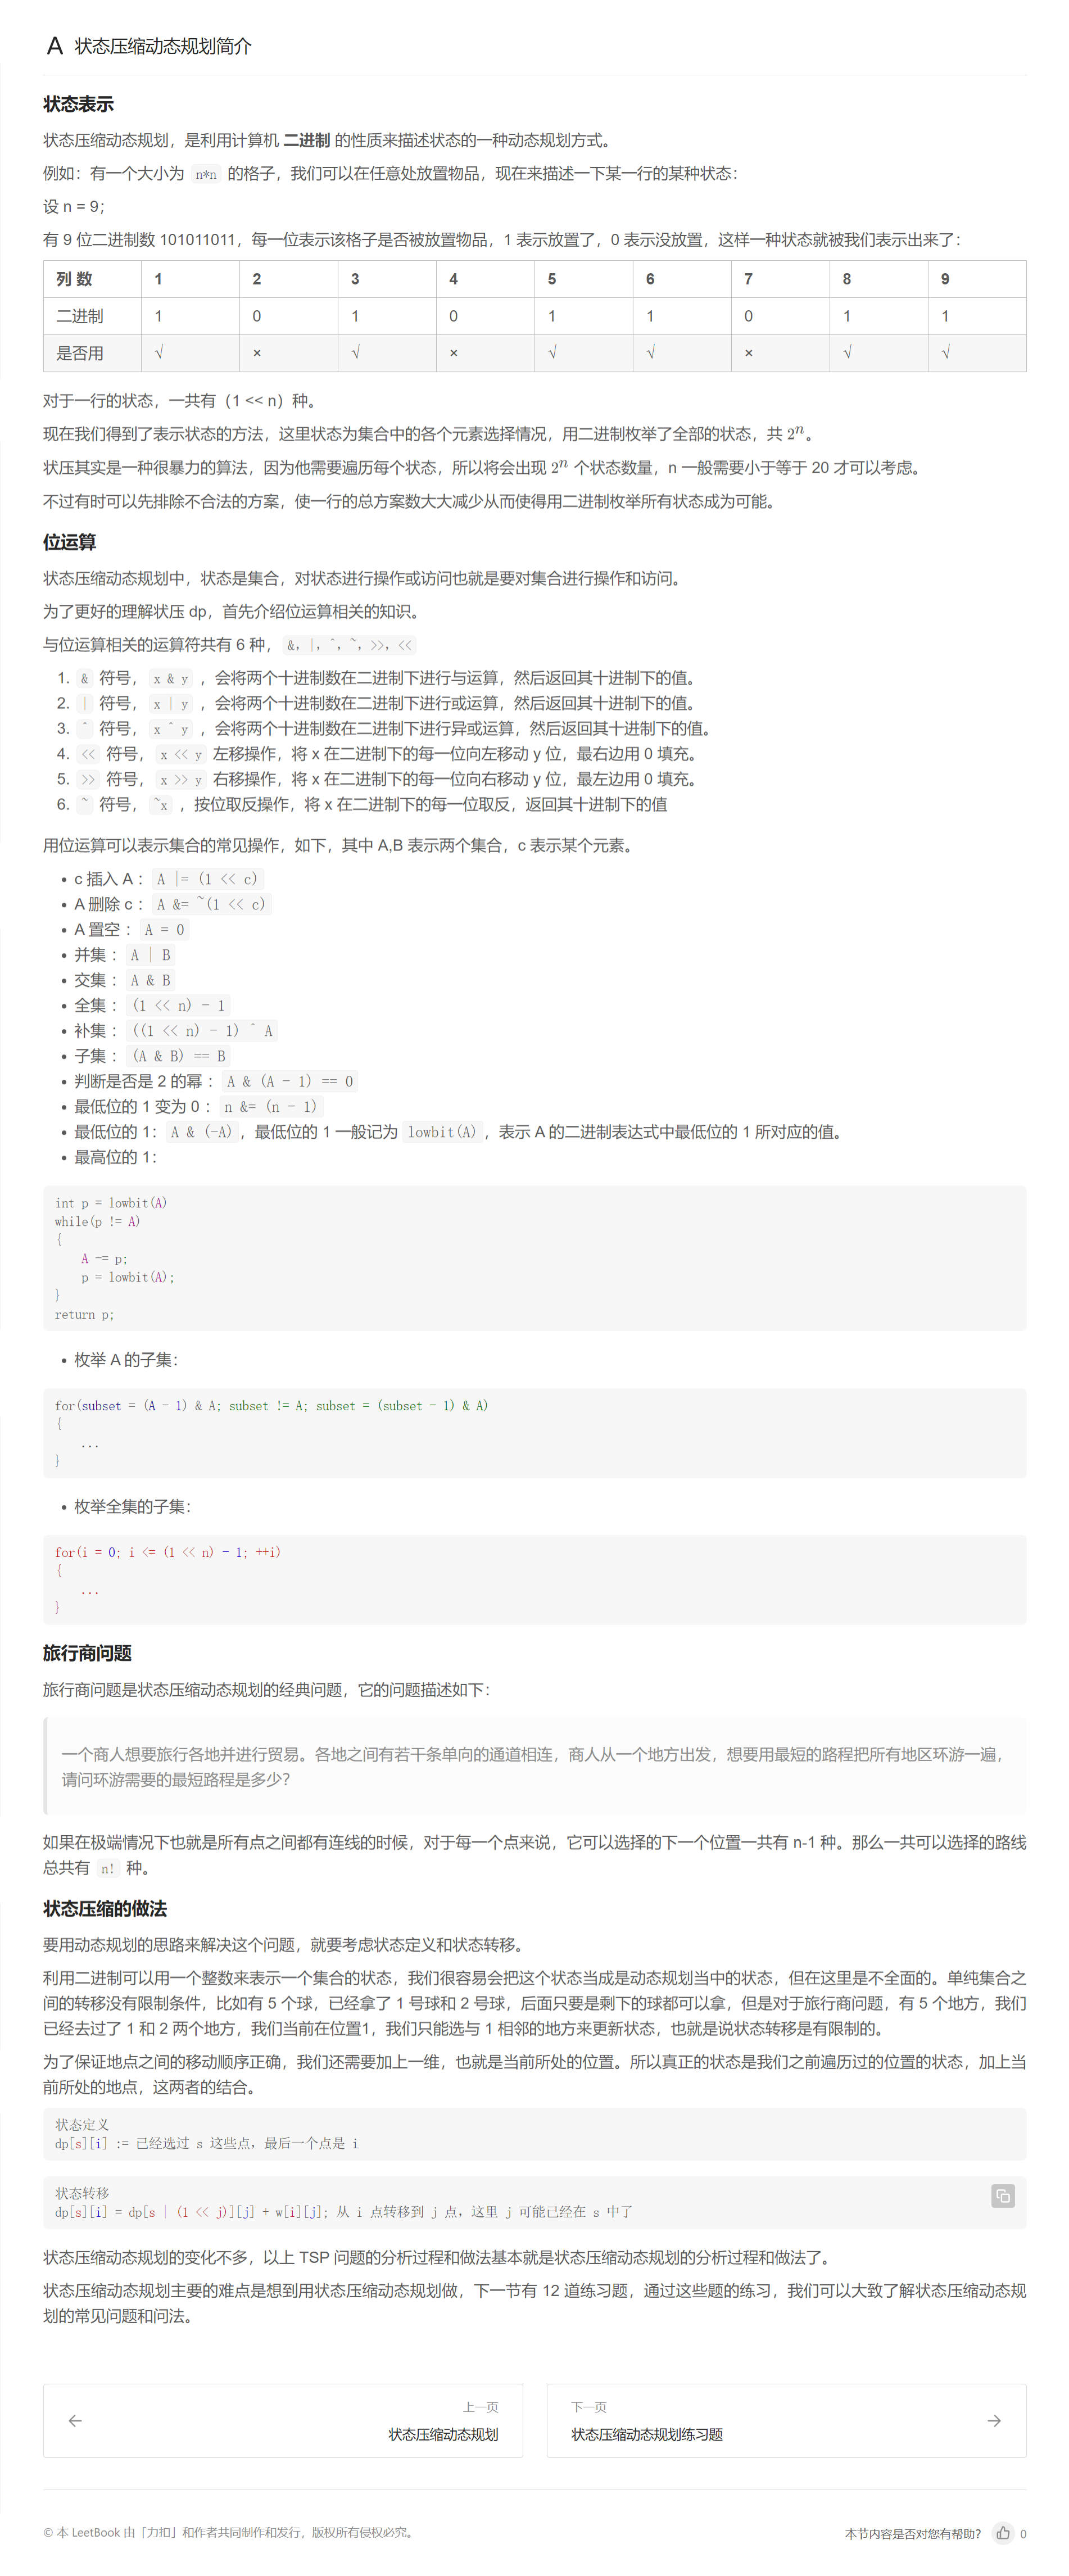 A 状态压缩动态规划简介
状态表示
状态压缩动态规划，是利用计算机 二进制 的性质来描述状态的一种动态规划方式。
例如：有一个大小为 n*n 的格子，我们可以在任意处放置物品，现在来描述一下某一行的某种状态：
设 n = 9；
有 9 位二进制数 101011011，每一位表示该格子是否被放置物品，1 表示放置了，0 表示没放置，这样一种状态就被我们表示出来了：
列 数 1 2 3 4 5 6 7 8 9
二进制 1 0 1 0 1 1 0 1 1
是否用 √ × √ × √ √ × √ √
对于一行的状态，一共有（1 << n）种。
现在我们得到了表示状态的方法，这里状态为集合中的各个元素选择情况，用二进制枚举了全部的状态，共 2ⁿ。
状压其实是一种很暴力的算法，因为他需要遍历每个状态，所以将会出现 2ⁿ 个状态数量，n 一般需要小于等于 20 才可以考虑。
不过有时可以先排除不合法的方案，使一行的总方案数大大减少从而使得用二进制枚举所有状态成为可能。
位运算
状态压缩动态规划中，状态是集合，对状态进行操作或访问也就是要对集合进行操作和访问。
为了更好的理解状压 dp，首先介绍位运算相关的知识。
与位运算相关的运算符共有 6 种， &, |, ^, ~, >>, <<
1. & 符号， x & y ，会将两个十进制数在二进制下进行与运算，然后返回其十进制下的值。
2. | 符号， x | y ，会将两个十进制数在二进制下进行或运算，然后返回其十进制下的值。
3. ^ 符号， x ^ y ，会将两个十进制数在二进制下进行异或运算，然后返回其十进制下的值。
4. << 符号， x << y 左移操作，将 x 在二进制下的每一位向左移动 y 位，最右边用 0 填充。
5. >> 符号， x >> y 右移操作，将 x 在二进制下的每一位向右移动 y 位，最左边用 0 填充。
6. ~ 符号， ~x ，按位取反操作，将 x 在二进制下的每一位取反，返回其十进制下的值
用位运算可以表示集合的常见操作，如下，其中 A,B 表示两个集合，c 表示某个元素。
• c 插入 A ： A |= (1 << c)
• A 删除 c ： A &= ~(1 << c)
• A 置空 ： A = 0
• 并集 ： A | B
• 交集 ： A & B
• 全集 ： (1 << n) - 1
• 补集 ： ((1 << n) - 1) ^ A
• 子集 ： (A & B) == B
• 判断是否是 2 的幂 ： A & (A - 1) == 0
• 最低位的 1 变为 0 ： n &= (n - 1)
• 最低位的 1： A & (-A)，最低位的 1 一般记为 lowbit(A)，表示 A 的二进制表达式中最低位的 1 所对应的值。
• 最高位的 1：
int p = lowbit(A)
while(p != A)
{
    A -= p;
    p = lowbit(A);
}
return p;
• 枚举 A 的子集：
for(subset = (A - 1) & A; subset != A; subset = (subset - 1) & A)
{
    ...
}
• 枚举全集的子集：
for(i = 0; i <= (1 << n) - 1; ++i)
{
    ...
}
旅行商问题
旅行商问题是状态压缩动态规划的经典问题，它的问题描述如下：
一个商人想要旅行各地并进行贸易。各地之间有若干条单向的通道相连，商人从一个地方出发，想要用最短的路程把所有地区环游一遍，
请问环游需要的最短路程是多少？
如果在极端情况下也就是所有点之间都有连线的时候，对于每一个点来说，它可以选择的下一个位置一共有 n-1 种。那么一共可以选择的路线
总共有 n! 种。
状态压缩的做法
要用动态规划的思路来解决这个问题，就要考虑状态定义和状态转移。
利用二进制可以用一个整数来表示一个集合的状态，我们很容易会把这个状态当成是动态规划当中的状态，但在这里是不全面的。单纯集合之
间的转移没有限制条件，比如有 5 个球，已经拿了 1 号球和 2 号球，后面只要是剩下的球都可以拿，但是对于旅行商问题，有 5 个地方，我们
已经去过了 1 和 2 两个地方，我们当前在位置1，我们只能选与 1 相邻的地方来更新状态，也就是说状态转移是有限制的。
为了保证地点之间的移动顺序正确，我们还需要加上一维，也就是当前所处的位置。所以真正的状态是我们之前遍历过的位置的状态，加上当
前所处的地点，这两者的结合。
状态定义
dp[s][i] := 已经选过 s 这些点，最后一个点是 i
状态转移
dp[s][i] = dp[s | (1 << j)][j] + w[i][j]; 从 i 点转移到 j 点，这里 j 可能已经在 s 中了
状态压缩动态规划的变化不多，以上 TSP 问题的分析过程和做法基本就是状态压缩动态规划的分析过程和做法了。
状态压缩动态规划主要的难点是想到用状态压缩动态规划做，下一节有 12 道练习题，通过这些题的练习，我们可以大致了解状态压缩动态规
划的常见问题和问法。
上一页
状态压缩动态规划
下一页
状态压缩动态规划练习题
© 本 LeetBook 由「力扣」和作者共同制作和发行，版权所有侵权必究。
本节内容是否对您有帮助？ 0